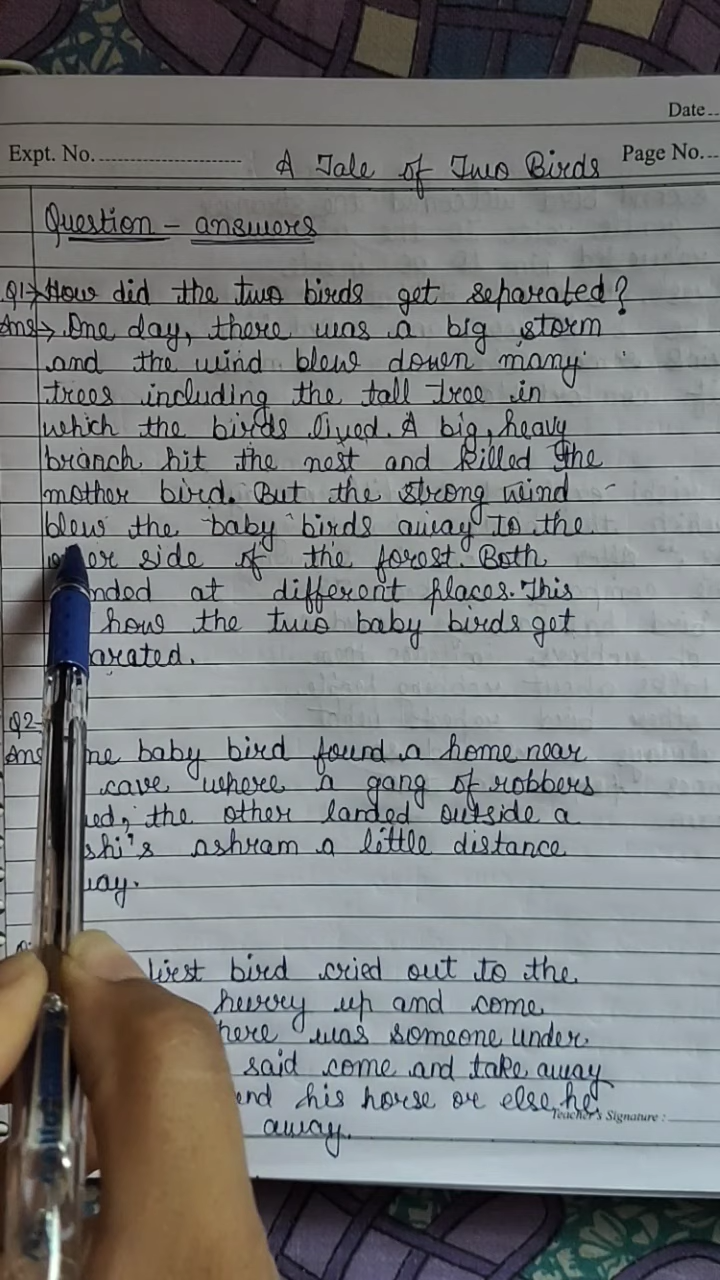 Date..
Expt. No.
A Tale of Two Birds
Page No...
Question - answers
Q1→ How did the two birds get separated?
Ans→ One day, there was a big storm
and the wind blew down many
trees including the tall tree in
which the birds lived. A big, heavy
branch hit the nest and killed the
mother bird. But the strong wind
blew the baby birds away to the
side of the forest. Both
at different places. This
how the two baby birds get
Q2
Ans baby bird found a home near
cave where a gang of robbers
the other landed outside a
ashram a little distance
bird cried out to the
hurry up and come
was someone under
said come and take away
his horse or else he
Teacher's Signature :
away.